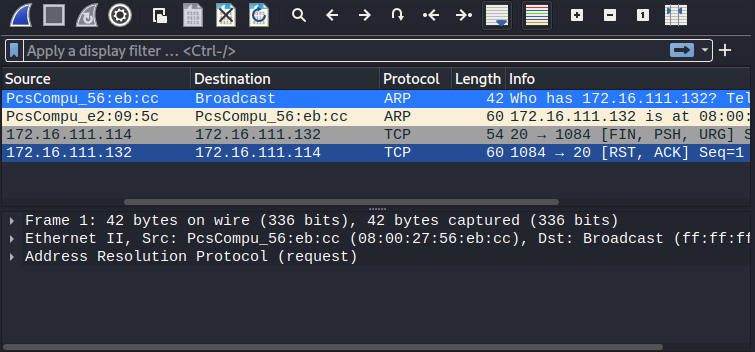 Apply a display filter … <Ctrl-/>
Source Destination Protocol Length Info
PcsCompu_56:eb:cc Broadcast ARP 42 Who has 172.16.111.132? Tel
PcsCompu_e2:09:5c PcsCompu_56:eb:cc ARP 60 172.16.111.132 is at 08:00:
172.16.111.114 172.16.111.132 TCP 54 20 → 1084 [FIN, PSH, URG] S
172.16.111.132 172.16.111.114 TCP 60 1084 → 20 [RST, ACK] Seq=1
Frame 1: 42 bytes on wire (336 bits), 42 bytes captured (336 bits)
Ethernet II, Src: PcsCompu_56:eb:cc (08:00:27:56:eb:cc), Dst: Broadcast (ff:ff:ff
Address Resolution Protocol (request)